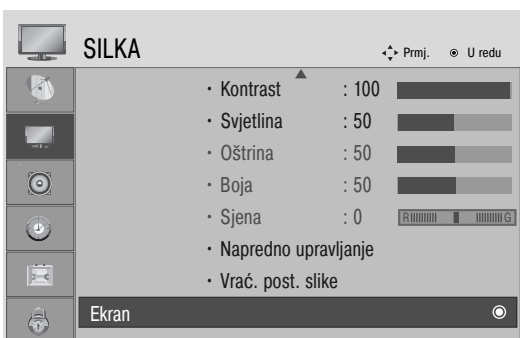 SILKA
Prmj. U redu
• Kontrast : 100
• Svjetlina : 50
• Oštrina : 50
• Boja : 50
• Sjena : 0 R G
• Napredno upravljanje
• Vrać. post. slike
Ekran